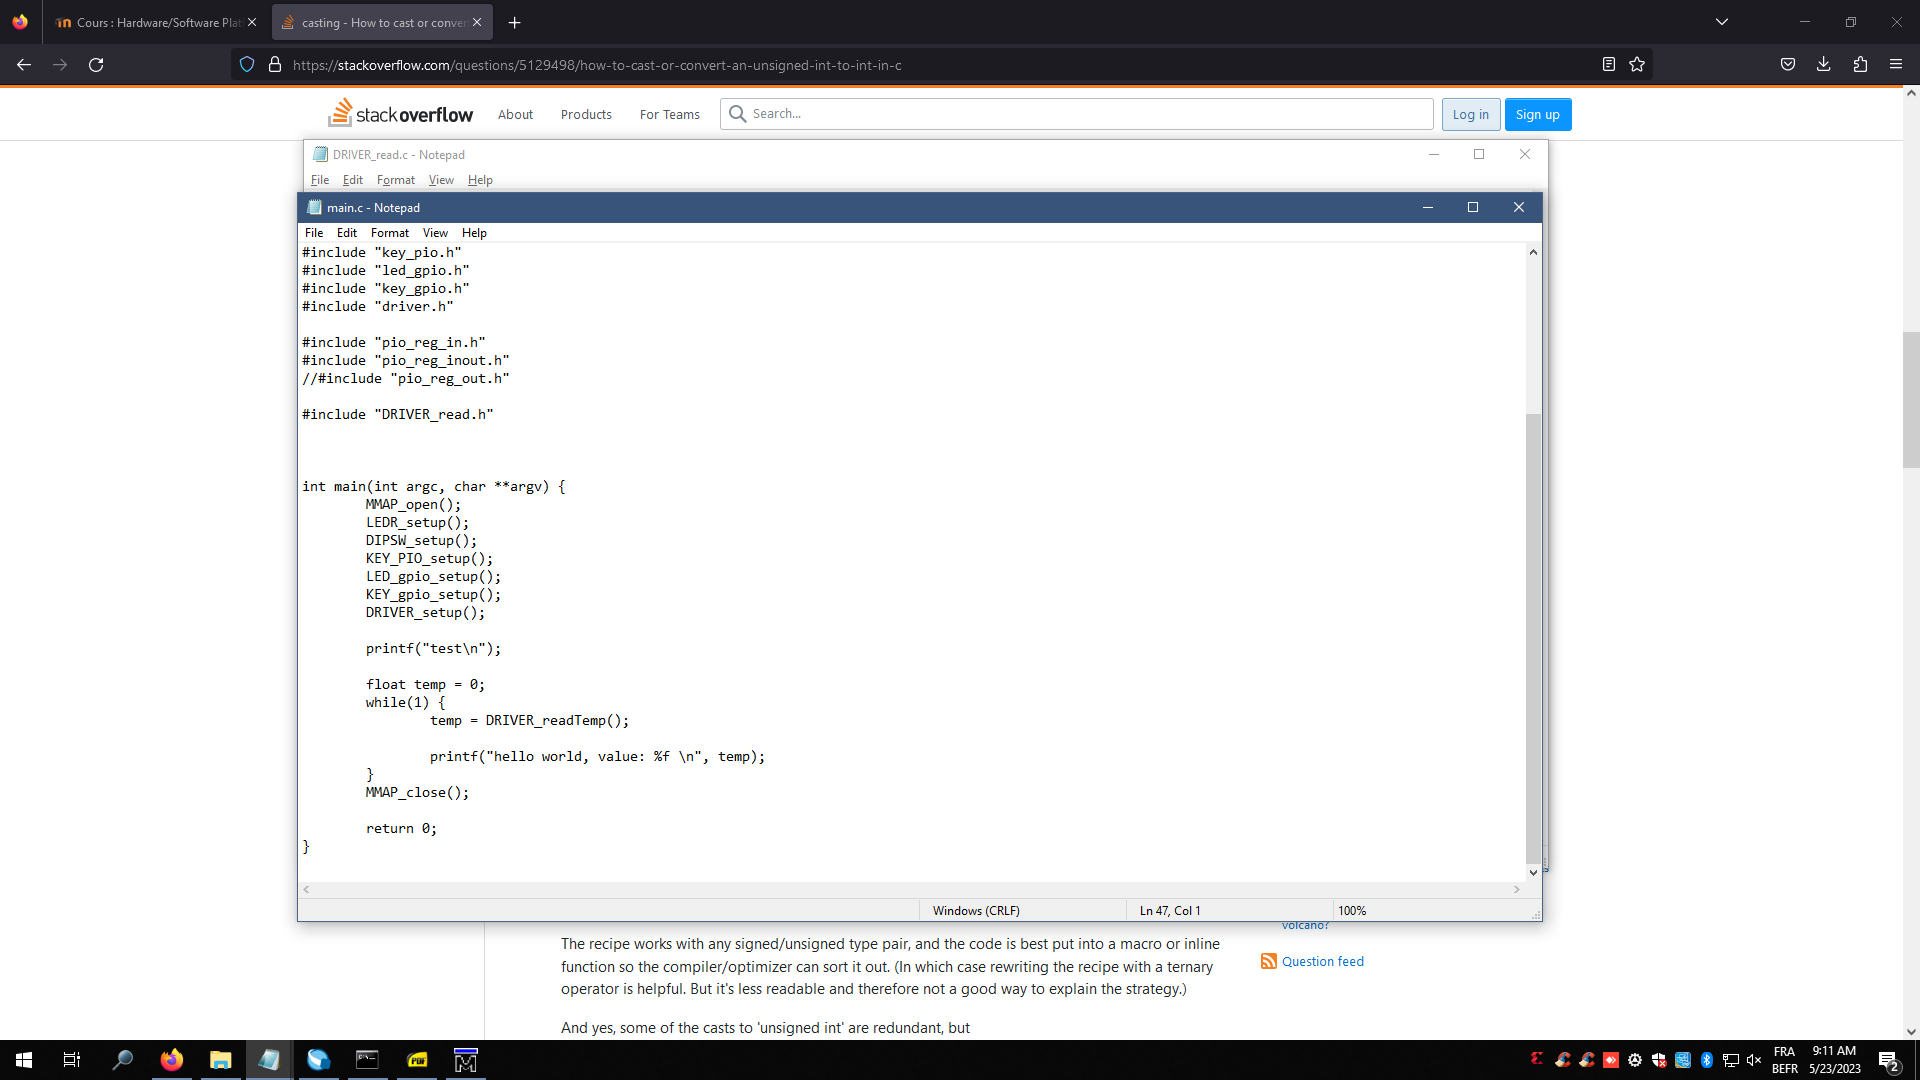 Cours : Hardware/Software Plat
casting - How to cast or conver
https://stackoverflow.com/questions/5129498/how-to-cast-or-convert-an-unsigned-int-to-int-in-c
stackoverflow
About
Products
For Teams
Search...
Log in
Sign up
DRIVER_read.c - Notepad
File Edit Format View Help
main.c - Notepad
File Edit Format View Help
#include "key_pio.h"
#include "led_gpio.h"
#include "key_gpio.h"
#include "driver.h"
#include "pio_reg_in.h"
#include "pio_reg_inout.h"
//#include "pio_reg_out.h"
#include "DRIVER_read.h"
int main(int argc, char **argv) {
MMAP_open();
LEDR_setup();
DIPSW_setup();
KEY_PIO_setup();
LED_gpio_setup();
KEY_gpio_setup();
DRIVER_setup();
printf("test\n");
float temp = 0;
while(1) {
temp = DRIVER_readTemp();
printf("hello world, value: %f \n", temp);
}
MMAP_close();
return 0;
}
Windows (CRLF)
Ln 47, Col 1
100%
volcano?
The recipe works with any signed/unsigned type pair, and the code is best put into a macro or inline
function so the compiler/optimizer can sort it out. (In which case rewriting the recipe with a ternary
operator is helpful. But it's less readable and therefore not a good way to explain the strategy.)
Question feed
And yes, some of the casts to 'unsigned int' are redundant, but
PDF
FRA
BEFR
9:11 AM
5/23/2023
2